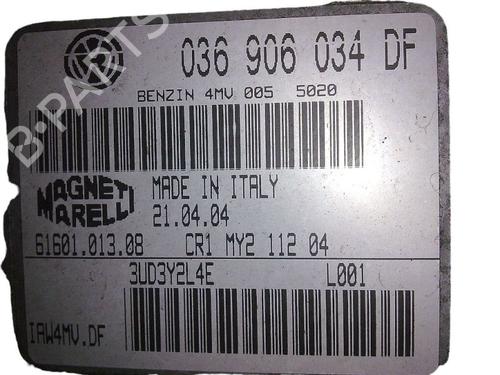 036 906 034 DF
BENZIN 4MV 005 5020
MAGNETI MARELLI
MADE IN ITALY
21.04.04
61601.013.08 CR1 MY2 112 04
3UD3Y2L4E L001
IAW4MV.DF
B-PARTS